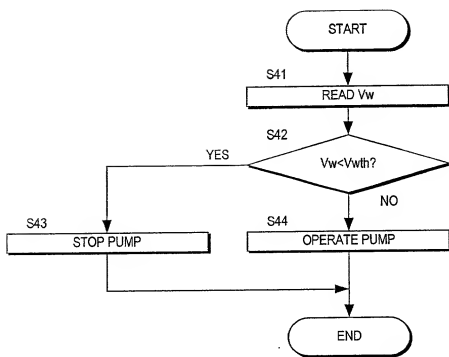 START
S41
READ Vw
S42
YES
Vw<Vwth?
NO
S43
STOP PUMP
S44
OPERATE PUMP
END